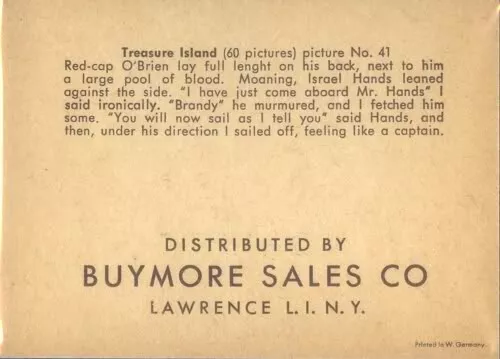 Treasure Island (60 pictures) picture No. 41
Red-cap O'Brien lay full lenght on his back, next to him
a large pool of blood. Moaning, Israel Hands leaned
against the side. "I have just come aboard Mr. Hands" I
said ironically. "Brandy" he murmured, and I fetched him
some. "You will now sail as I tell you" said Hands, and
then, under his direction I sailed off, feeling like a captain.
DISTRIBUTED BY
BUYMORE SALES CO
LAWRENCE L. I. N. Y.
Printed in W. Germany.